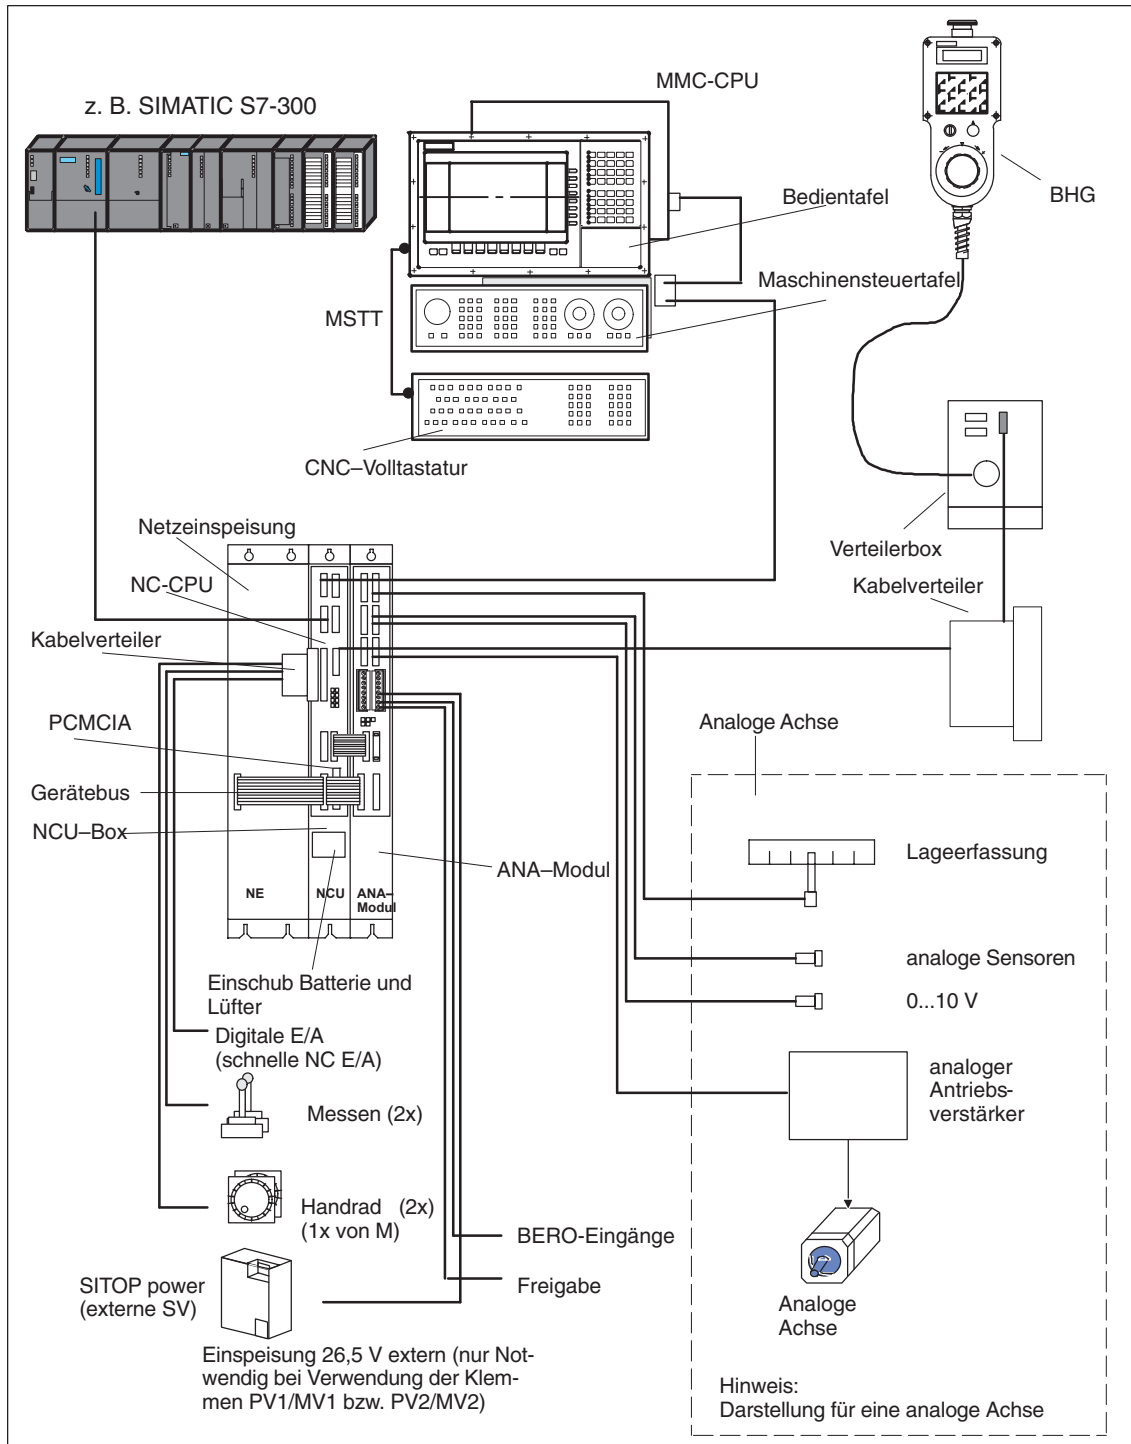 MMC-CPU
z. B. SIMATIC S7-300
Bedientafel
BHG
Maschinensteuertafel
MSTT
CNC–Volltastatur
Netzeinspeisung
Verteilerbox
NC-CPU
Kabelverteiler
Kabelverteiler
PCMCIA
Analoge Achse
Gerätebus
NCU–Box
Lageerfassung
ANA–Modul
NE
NCU
ANA–
Modul
analoge Sensoren
Einschub Batterie und
Lüfter
0...10 V
Digitale E/A
(schnelle NC E/A)
analoger
Antriebs-
verstärker
Messen (2x)
Handrad (2x)
(1x von M)
BERO-Eingänge
SITOP power
(externe SV)
Freigabe
Analoge
Achse
Einspeisung 26,5 V extern (nur Not-
wendig bei Verwendung der Klem-
men PV1/MV1 bzw. PV2/MV2)
Hinweis:
Darstellung für eine analoge Achse